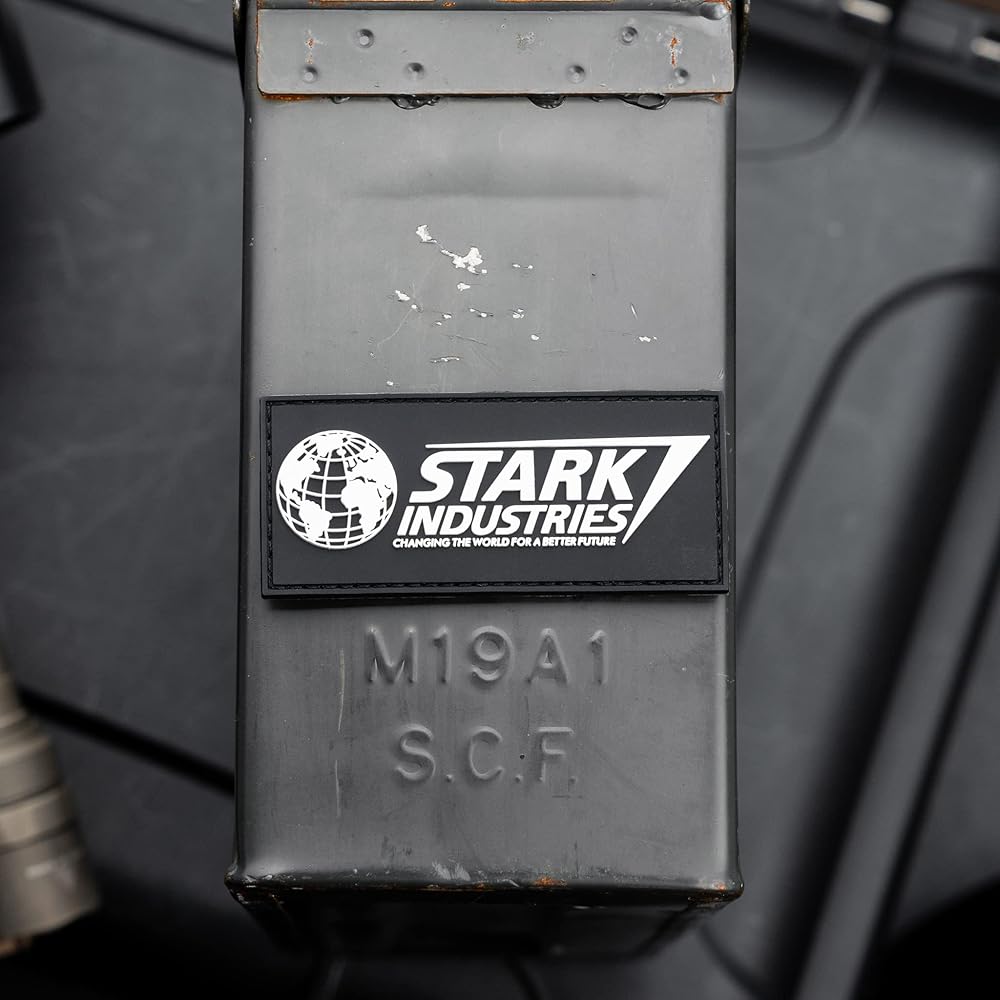 STARK
INDUSTRIES
CHANGING THE WORLD FOR A BETTER FUTURE
M19A1
S.C.F.